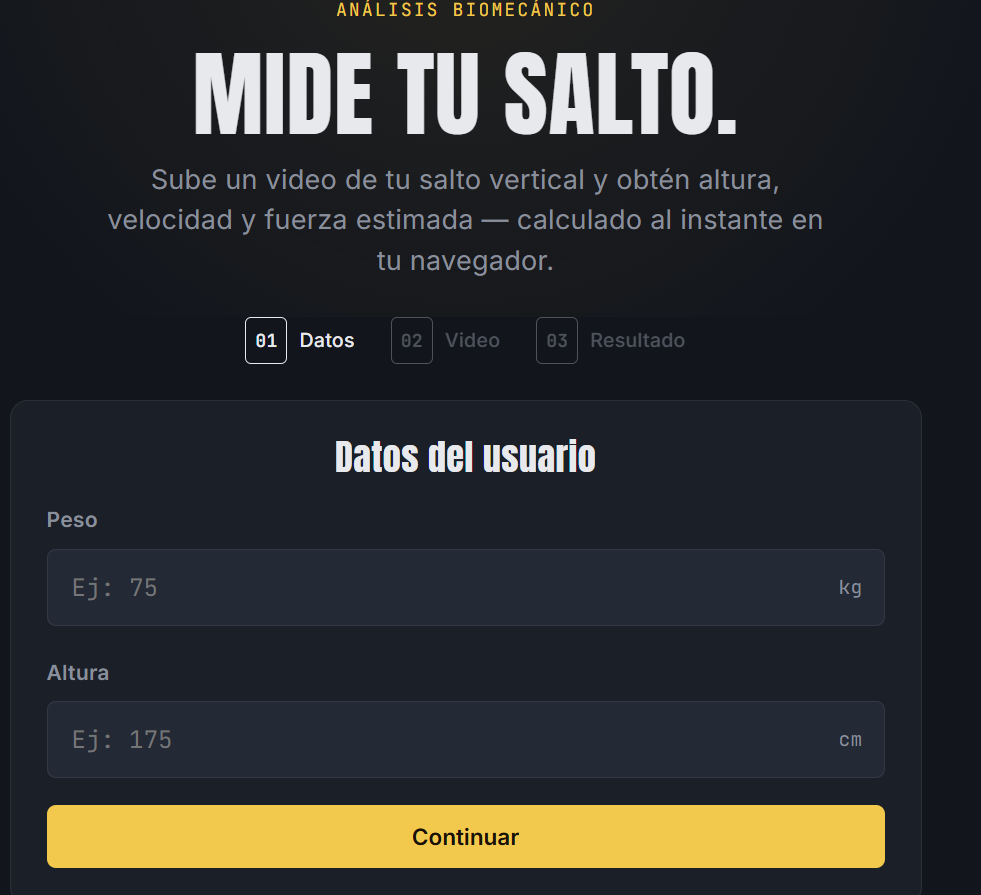 ANÁLISIS BIOMECÁNICO
MIDE TU SALTO.
Sube un video de tu salto vertical y obtén altura,
velocidad y fuerza estimada — calculado al instante en
tu navegador.
01 Datos 02 Video 03 Resultado
Datos del usuario
Peso
Ej: 75 kg
Altura
Ej: 175 cm
Continuar